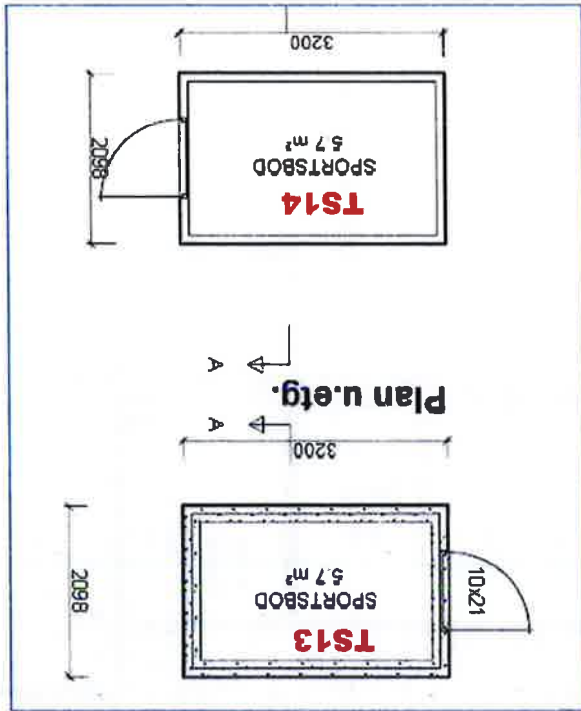 TS13
SPORTSBOD
5.7 m²
10x21
2098
3200
A
Plan u.etg.
A
TS14
SPORTSBOD
5.7 m²
2098
3200